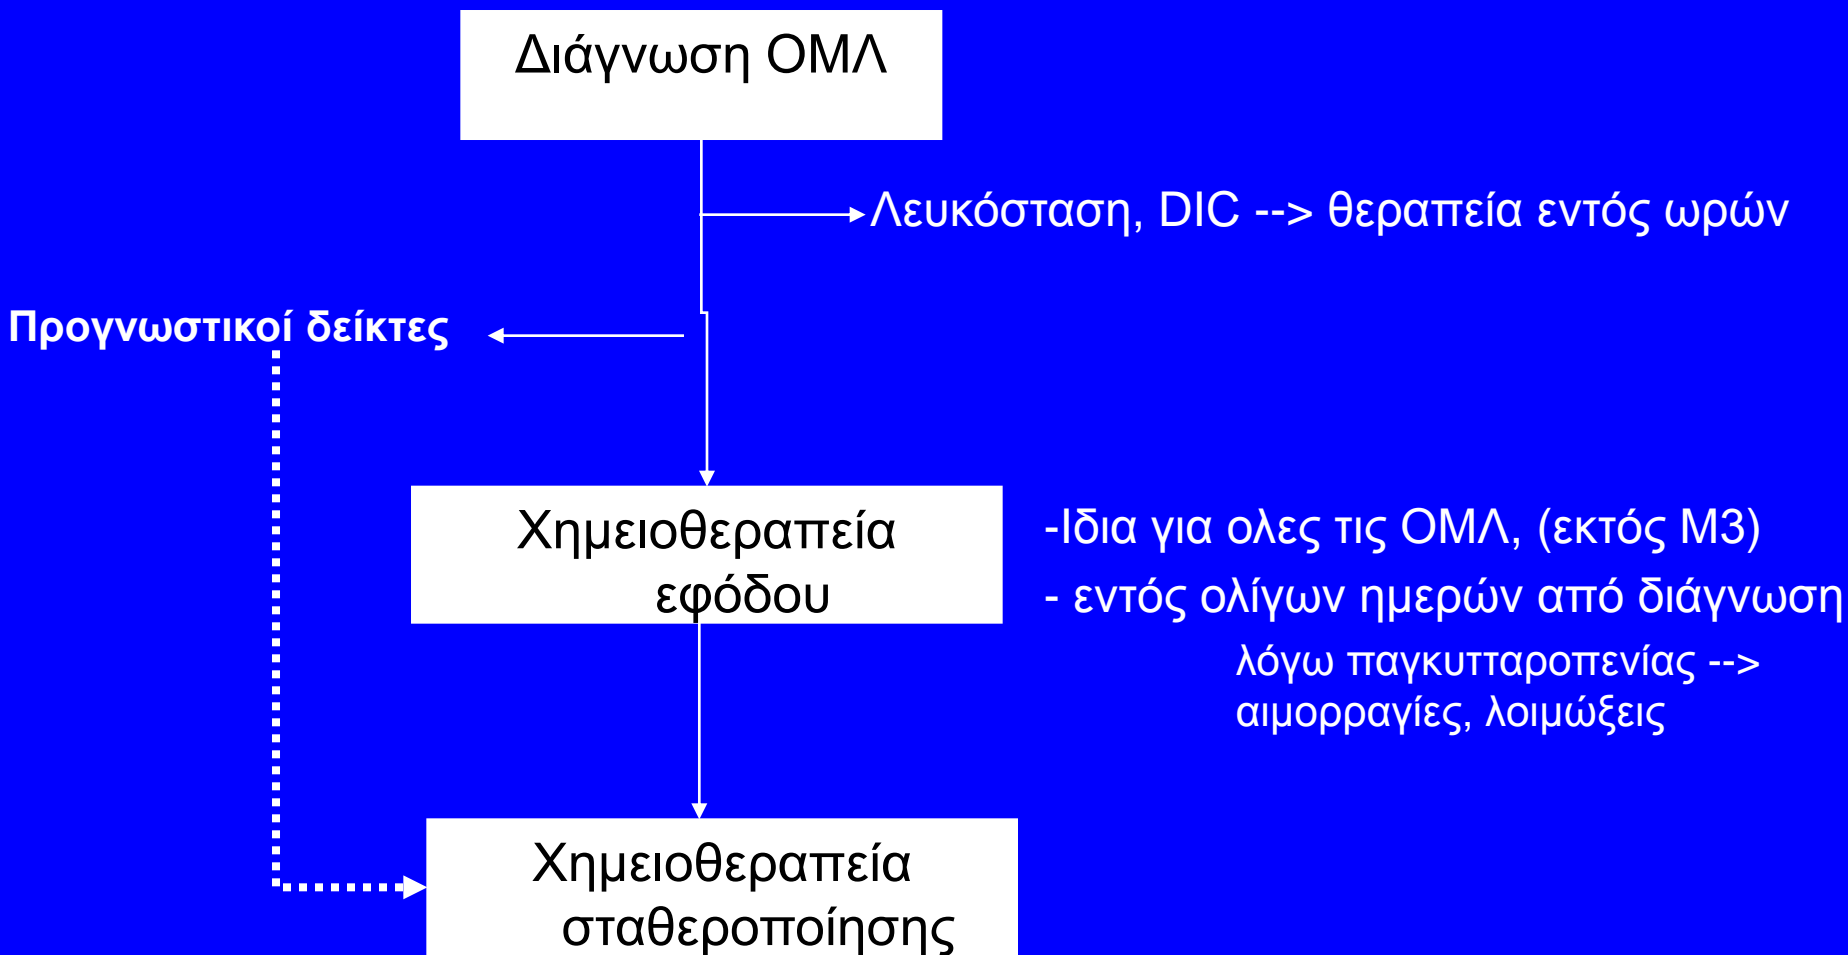 Διάγνωση ΟΜΛ
Λευκόσταση, DIC --> θεραπεία εντός ωρών
Προγνωστικοί δείκτες
Χημειοθεραπεία
εφόδου
-Ιδια για ολες τις ΟΜΛ, (εκτός Μ3)
- εντός ολίγων ημερών από διάγνωση
λόγω παγκυτταροπενίας -->
αιμορραγίες, λοιμώξεις
Χημειοθεραπεία
σταθεροποίησης